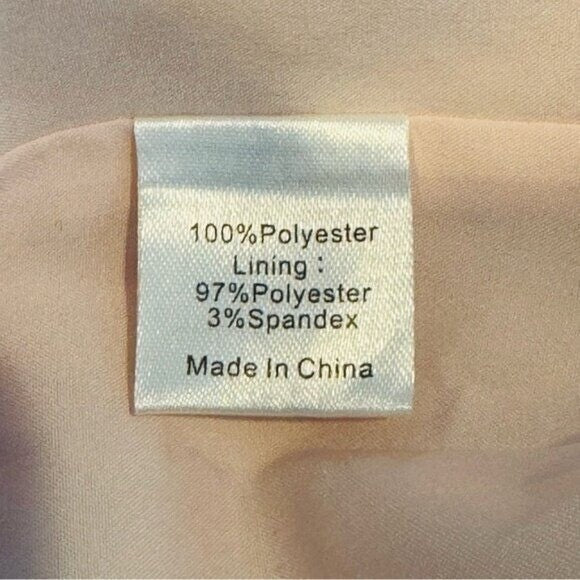 100%Polyester
Lining：
97%Polyester
3%Spandex
Made In China